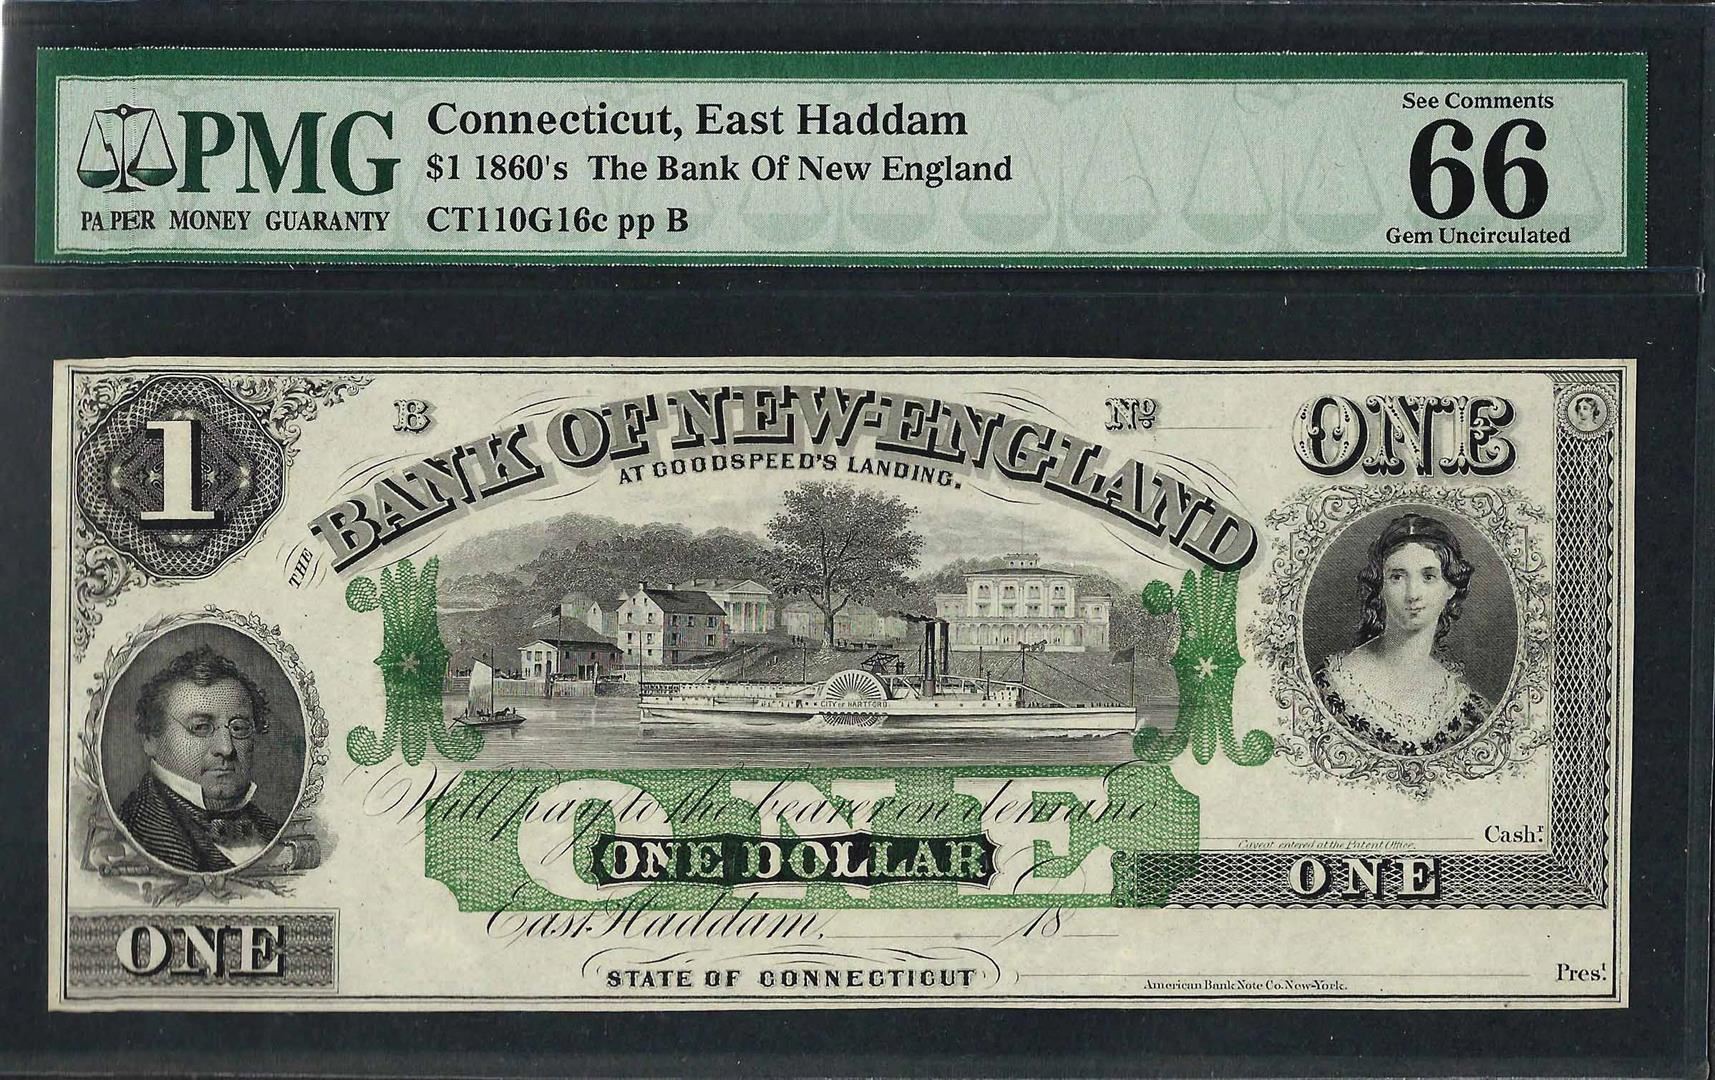 PMG
PAPER MONEY GUARANTY
Connecticut, East Haddam
$1 1860's The Bank Of New England
CT110G16c pp B
See Comments
66
Gem Uncirculated
1
B
Nº
ONE
THE BANK OF NEW-ENGLAND
AT GOODSPEED'S LANDING.
CITY OF HARTFORD
Will pay to the bearer on demand
ONE
ONE DOLLAR
Cashʳ.
Caveat entered at the Patent Office.
ONE
East Haddam, 18
ONE
STATE OF CONNECTICUT
American Bank Note Co. New-York.
Presᵗ.